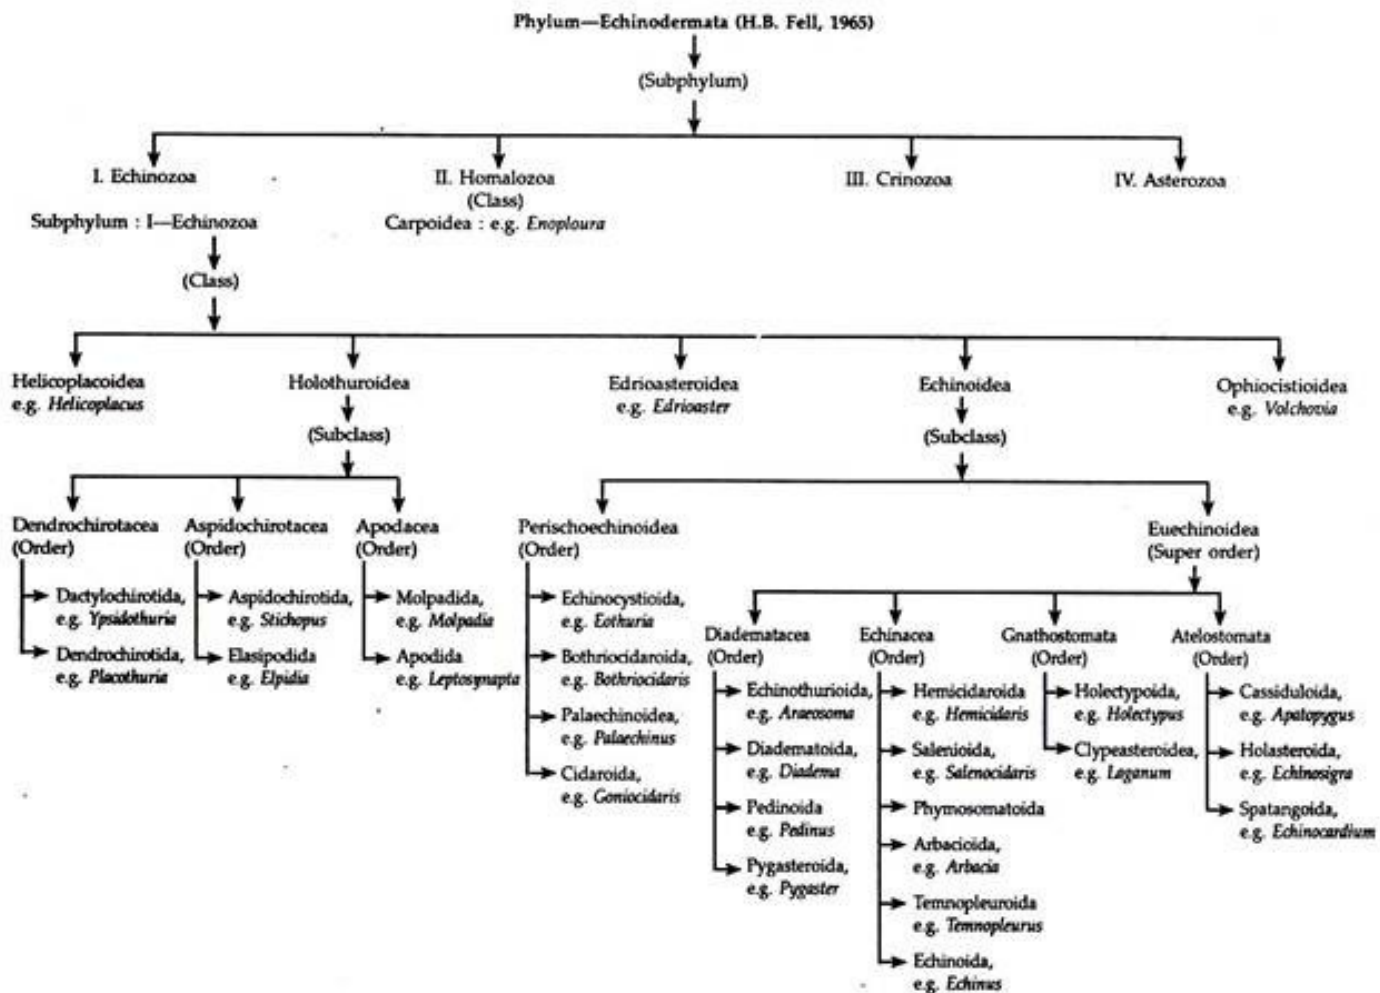 Phylum—Echinodermata (H.B. Fell, 1965)
(Subphylum)
I. Echinozoa
II. Homalozoa
(Class)
Carpoidea : e.g. Enoploura
III. Crinozoa
IV. Asterozoa
Subphylum : I—Echinozoa
(Class)
Helicoplacoidea
e.g. Helicoplacus
Holothuroidea
(Subclass)
Edrioasteroidea
e.g. Edrioaster
Echinoidea
(Subclass)
Ophiocistioidea
e.g. Volchovia
Dendrochirotacea
(Order)
Dactylochirotida,
e.g. Ypsidothuria
Dendrochirotida,
e.g. Placothuria
Aspidochirotacea
(Order)
Aspidochirotida,
e.g. Stichopus
Elasipodida
e.g. Elpidia
Apodacea
(Order)
Molpadida,
e.g. Molpadia
Apodida
e.g. Leptosynapta
Perischoechinoidea
(Order)
Echinocystioida,
e.g. Eothuria
Bothriocidaroida,
e.g. Bothriocidaris
Palaechinoidea,
e.g. Palaechinus
Cidaroida,
e.g. Goniocidaris
Euechinoidea
(Super order)
Diadematacea
(Order)
Echinothurioida,
e.g. Araeosoma
Diadematoida,
e.g. Diadema
Pedinoida
e.g. Pedinus
Pygasteroida,
e.g. Pygaster
Echinacea
(Order)
Hemicidaroida
e.g. Hemicidaris
Salenioida,
e.g. Salenocidaris
Phymosomatoida
Arbacioida,
e.g. Arbacia
Temnopleuroida
e.g. Temnopleurus
Echinoida,
e.g. Echinus
Gnathostomata
(Order)
Holectypoida,
e.g. Holectypus
Clypeasteroidea,
e.g. Laganum
Atelostomata
(Order)
Cassiduloida,
e.g. Apatopygus
Holasteroida,
e.g. Echinosigra
Spatangoida,
e.g. Echinocardium